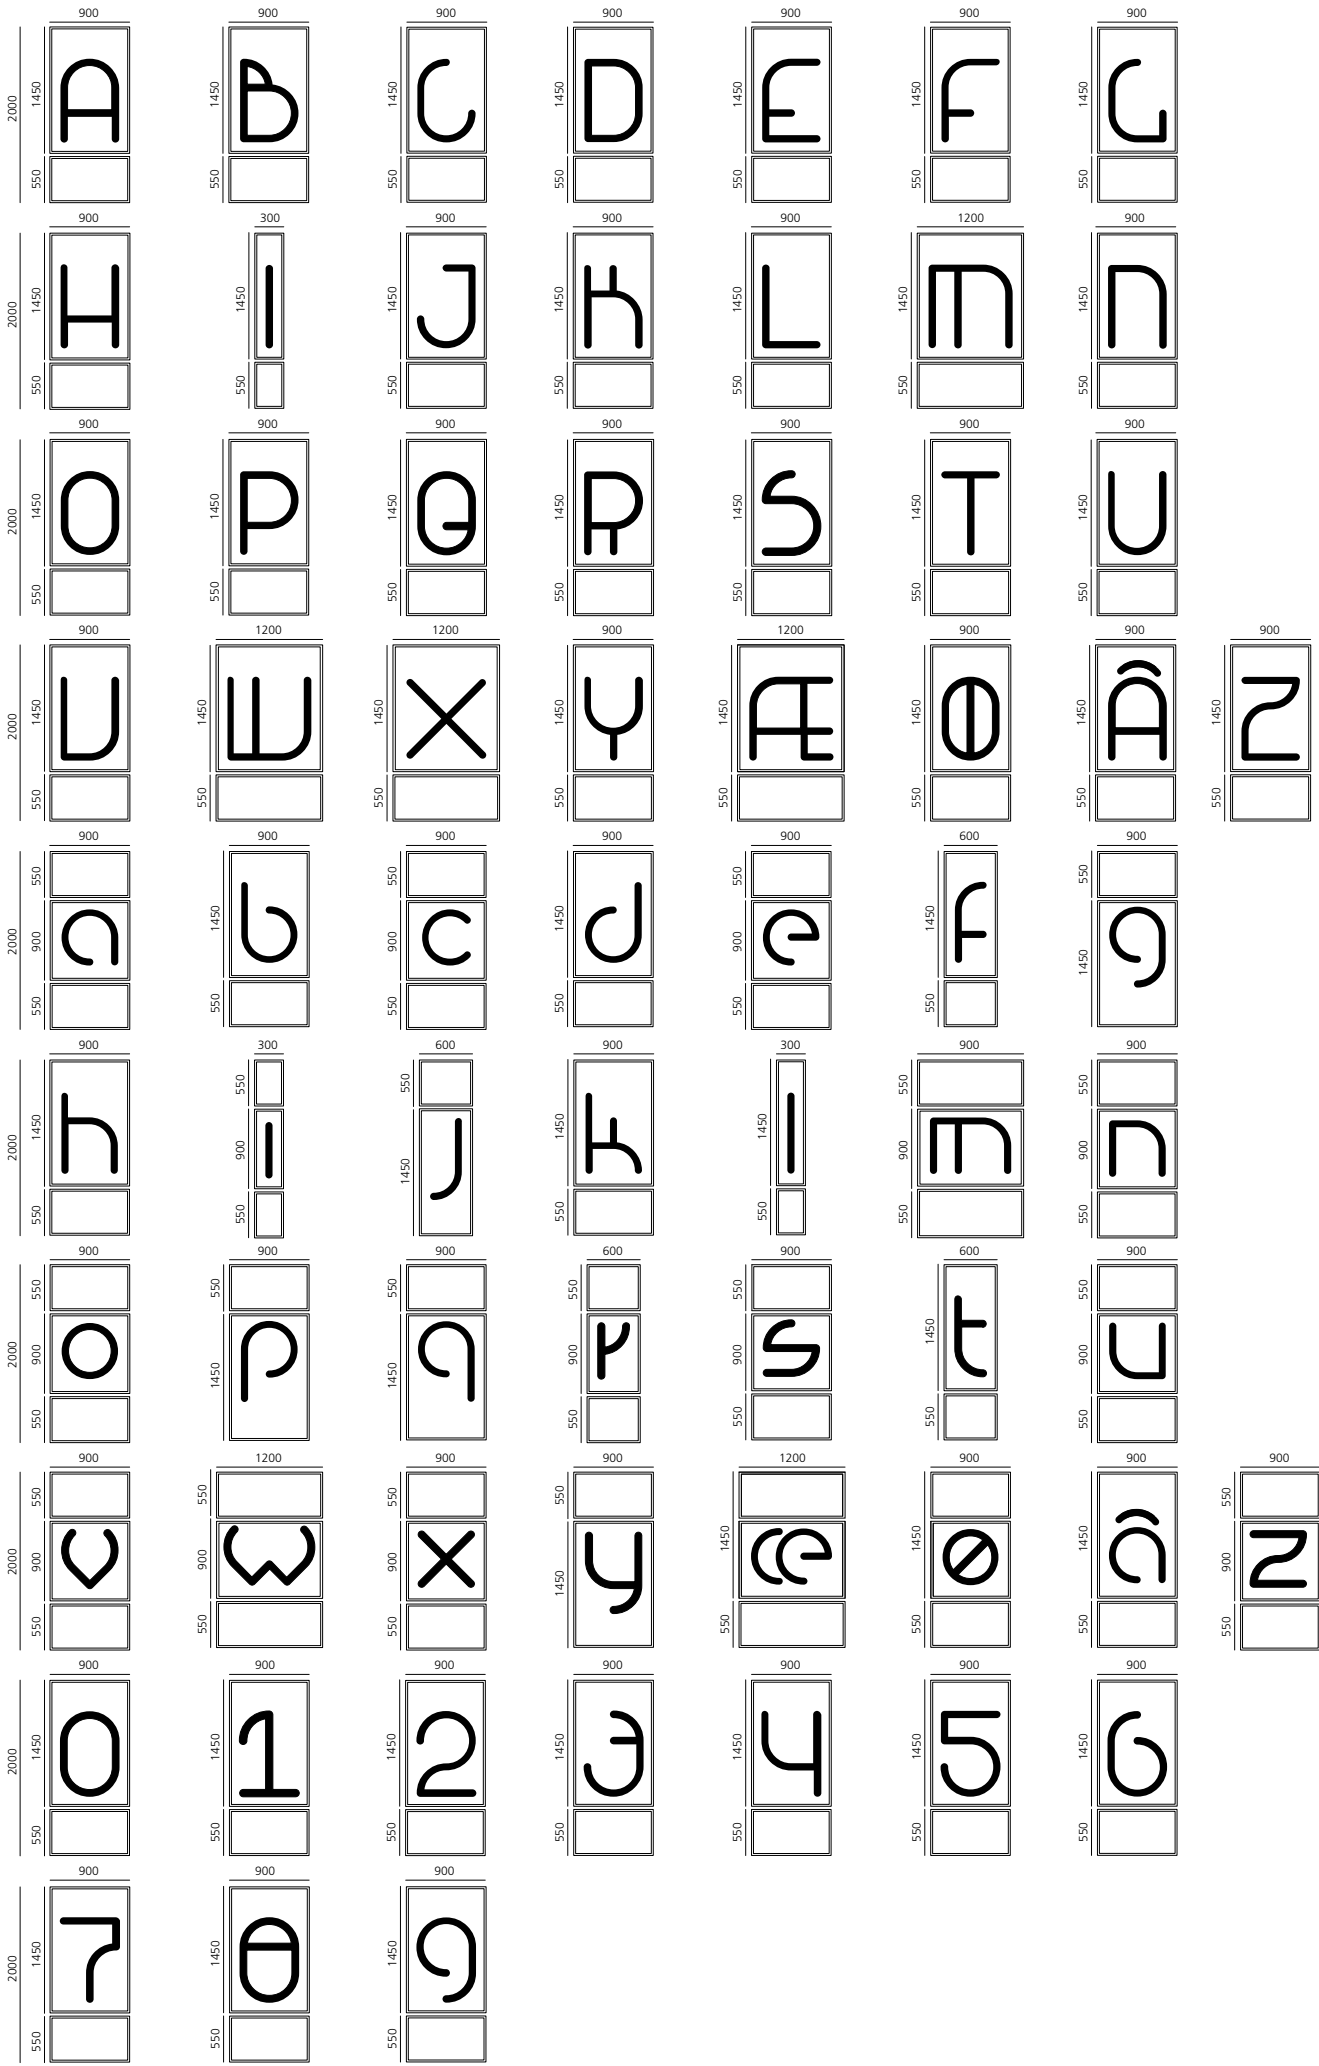 900 900 900 900 900 900 900
2000 1450 A 1450 B 1450 C 1450 D 1450 E 1450 F 1450 G
550 550 550 550 550 550 550
900 300 900 900 900 1200 900
2000 1450 H 1450 I 1450 J 1450 K 1450 L 1450 M 1450 N
550 550 550 550 550 550 550
900 900 900 900 900 900 900
2000 1450 O 1450 P 1450 Q 1450 R 1450 S 1450 T 1450 U
550 550 550 550 550 550 550
900 1200 1200 900 1200 900 900 900
2000 1450 V 1450 W 1450 X 1450 Y 1450 Æ 1450 Ø 1450 Â 1450 Z
550 550 550 550 550 550 550 550
900 900 900 900 900 600 900
550 550 550 550
2000 900 a 1450 b 900 c 1450 d 900 e 1450 f 1450 g
550 550 550 550 550 550
900 300 600 900 300 900 900
550 550 550 550
2000 1450 h 900 i 1450 j 1450 k 1450 l 900 m 900 n
550 550 550 550 550 550
900 900 900 600 900 600 900
550 550 550 550 550 550
2000 900 o 1450 p 1450 q 900 r 900 s 1450 t 900 u
550 550 550 550 550
900 1200 900 900 1200 900 900 900
550 550 550 550 550
2000 900 v 900 w 900 x 1450 y 1450 æ 1450 ø 1450 â 900 z
550 550 550 550 550 550 550
900 900 900 900 900 900 900
2000 1450 0 1450 1 1450 2 1450 3 1450 4 1450 5 1450 6
550 550 550 550 550 550 550
900 900 900
2000 1450 7 1450 8 1450 9
550 550 550